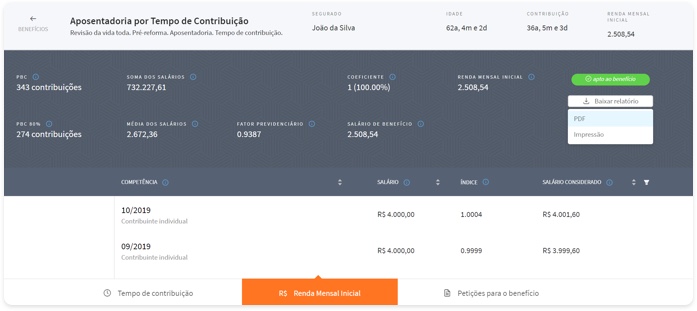 Aposentadoria por Tempo de Contribuição
Revisão da vida toda. Pré-reforma. Aposentadoria. Tempo de contribuição.
BENEFÍCIOS
SEGURADO
João da Silva
IDADE
62a, 4m e 2d
CONTRIBUIÇÃO
36a, 5m e 3d
RENDA MENSAL
INICIAL
2.508,54
PBC
343 contribuições
SOMA DOS SALÁRIOS
732.227,61
COEFICIENTE
1 (100.00%)
RENDA MENSAL INICIAL
2.508,54
apto ao benefício
Baixar relatório
PDF
Impressão
PBC 80%
274 contribuições
MÉDIA DOS SALÁRIOS
2.672,36
FATOR PREVIDENCIÁRIO
0.9387
SALÁRIO DE BENEFÍCIO
2.508,54
COMPETÊNCIA SALÁRIO ÍNDICE SALÁRIO CONSIDERADO
10/2019
Contribuinte individual
R$ 4.000,00 1.0004 R$ 4.001,60
09/2019
Contribuinte individual
R$ 4.000,00 0.9999 R$ 3.999,60
Tempo de contribuição
R$ Renda Mensal Inicial
Petições para o benefício